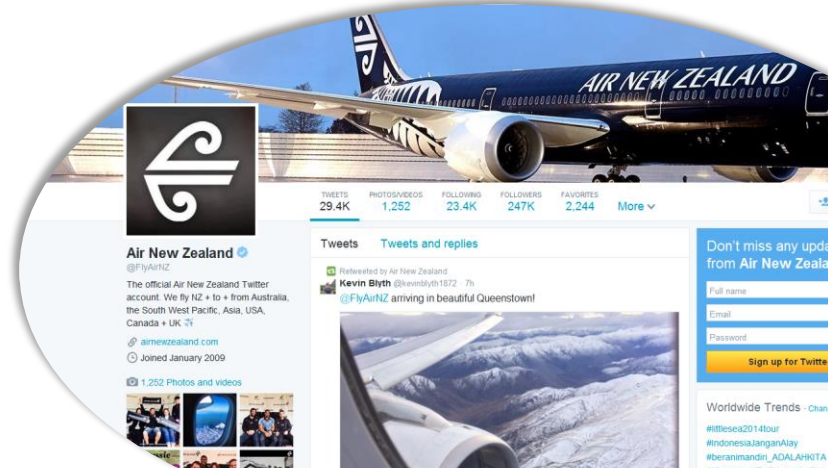 AIR NEW ZEALAND
TWEETS
29.4K
PHOTOS/VIDEOS
1,252
FOLLOWING
23.4K
FOLLOWERS
247K
FAVORITES
2,244
More
Air New Zealand
@FlyAirNZ
The official Air New Zealand Twitter
account. We fly NZ + to + from Australia,
the South West Pacific, Asia, USA,
Canada + UK
airnewzealand.com
Joined January 2009
1,252 Photos and videos
Tweets
Tweets and replies
Retweeted by Air New Zealand
Kevin Blyth @kevinblyth1872 · 7h
@FlyAirNZ arriving in beautiful Queenstown!
Don't miss any upda
from Air New Zeala
Full name
Email
Password
Sign up for Twitte
Worldwide Trends · Chan
#littlesea2014tour
#IndonesiaJanganAlay
#beranimandiri_ADALAHKITA